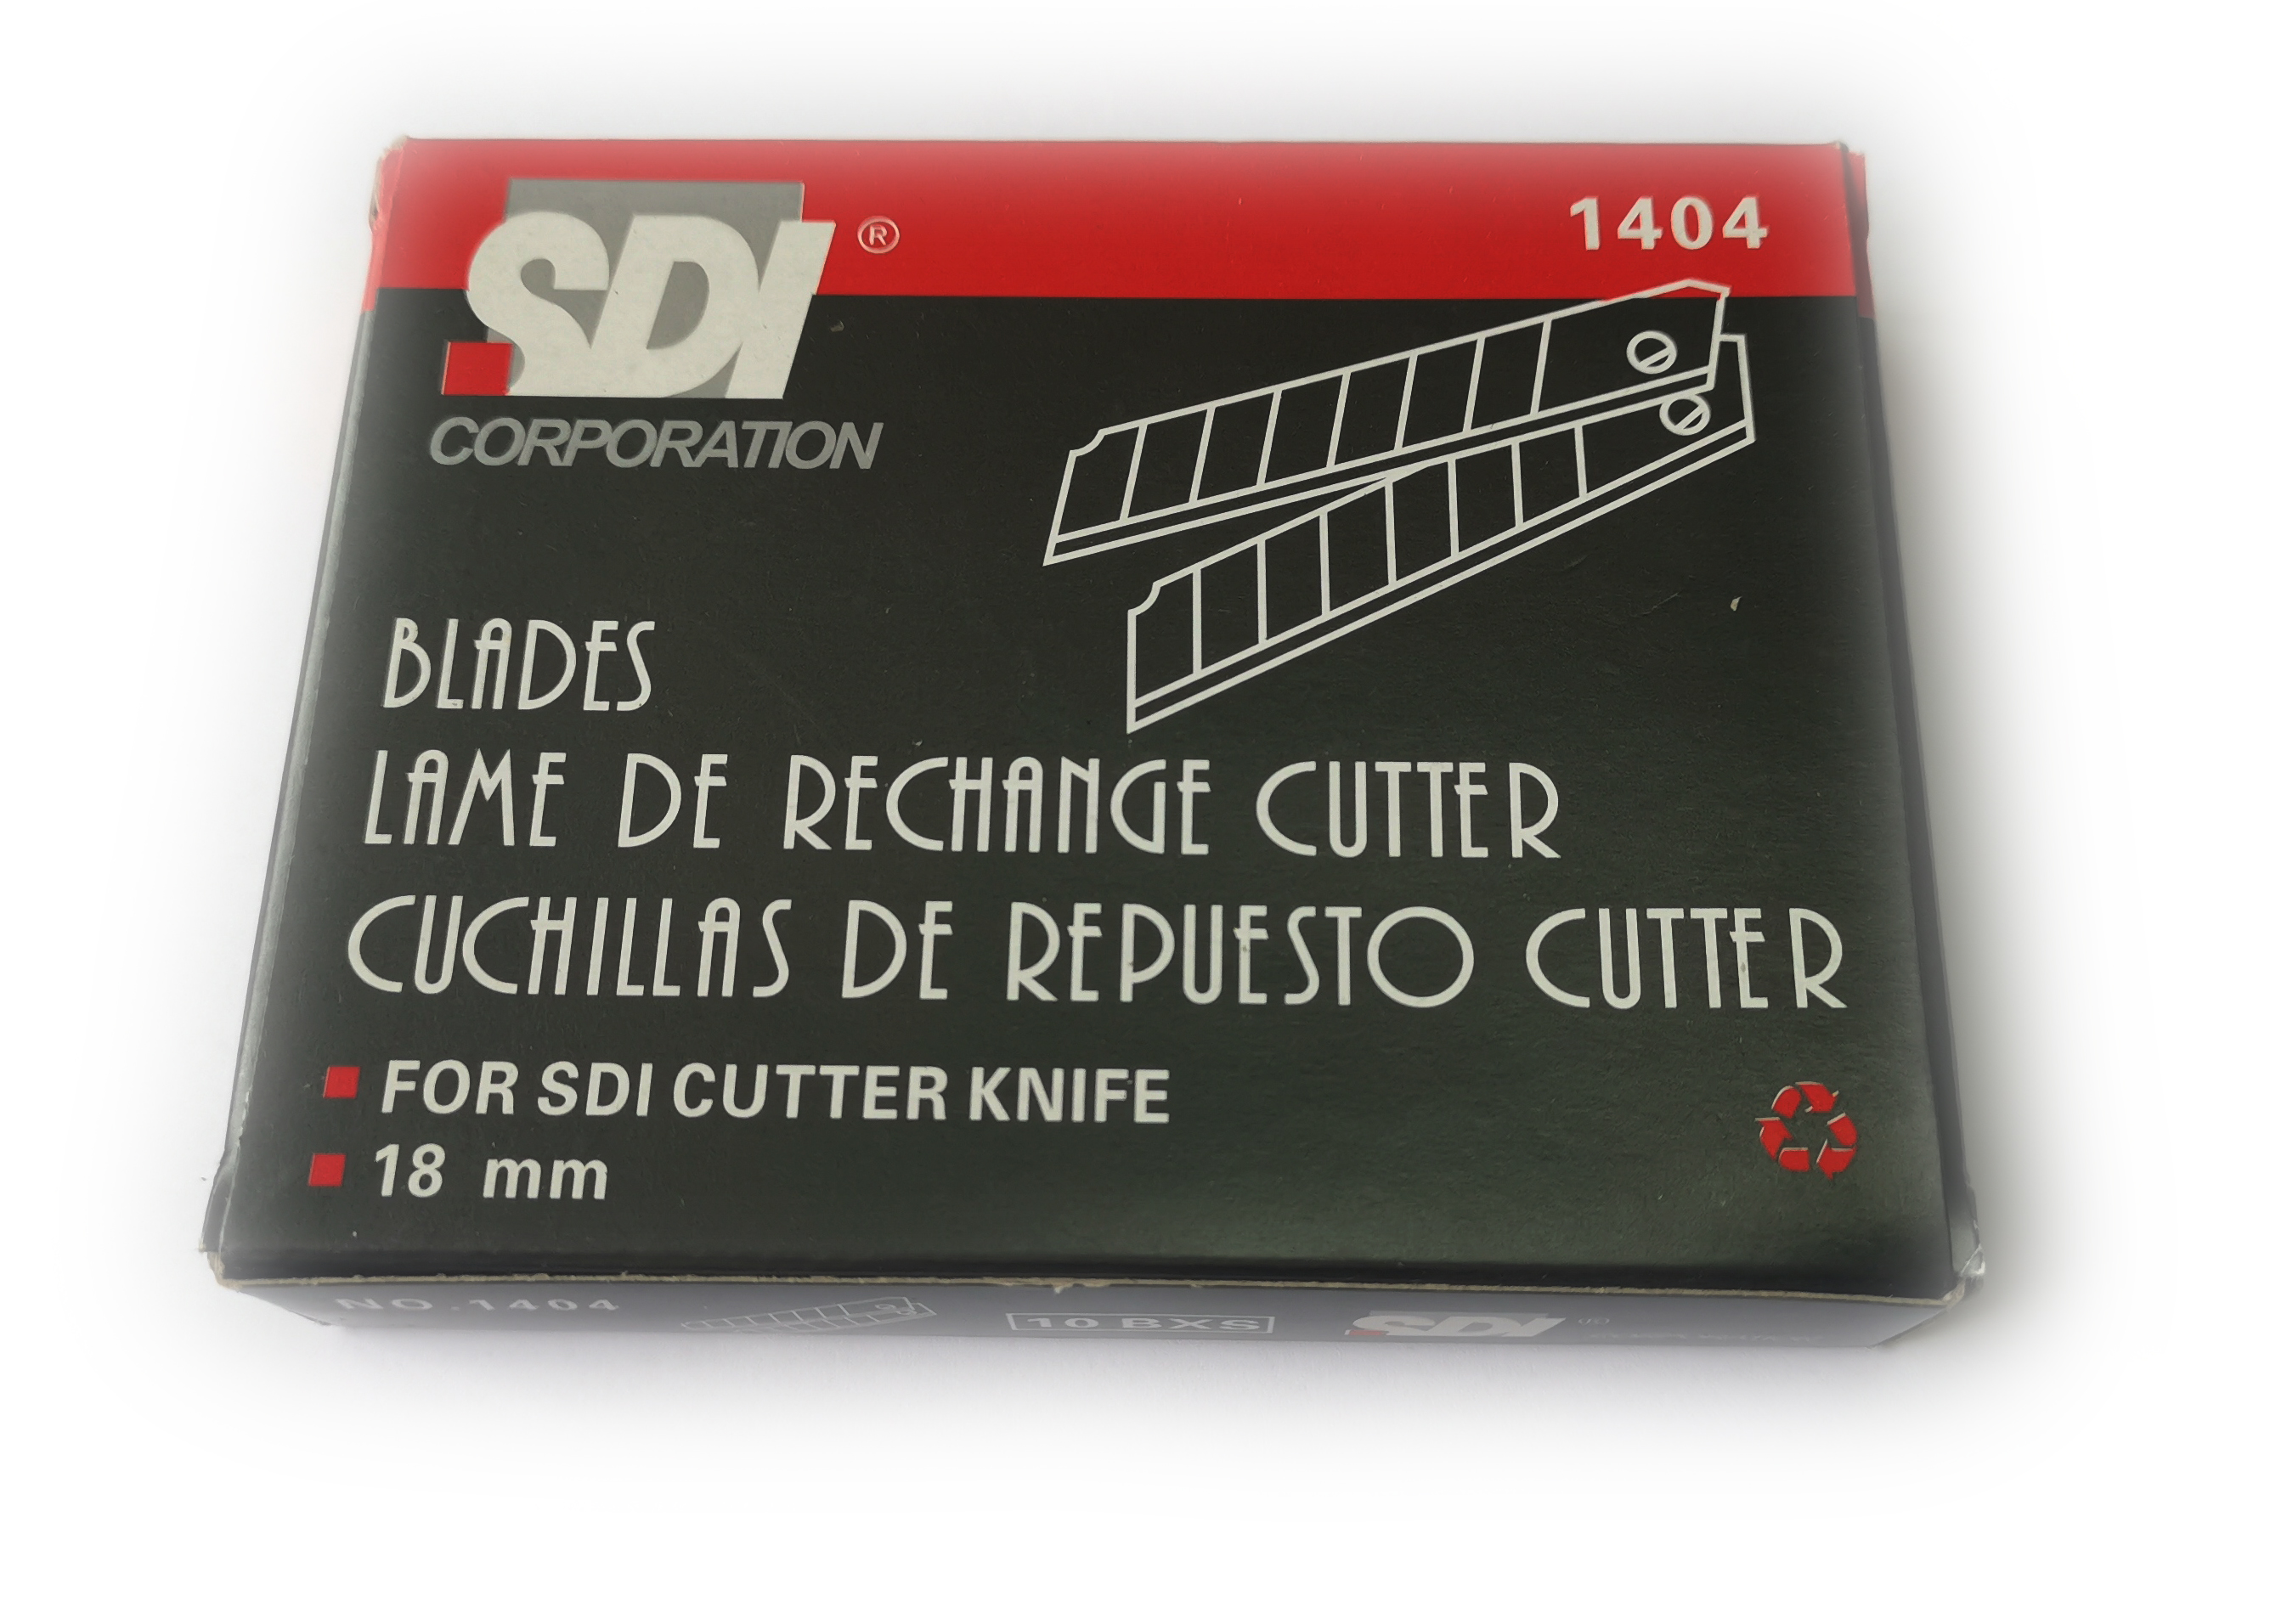 SDI ®
1404
CORPORATION
BLADES
LAME DE RECHANGE CUTTER
CUCHILLAS DE REPUESTO CUTTER
FOR SDI CUTTER KNIFE
18 mm
NO.1404 10 BXS SDI ®